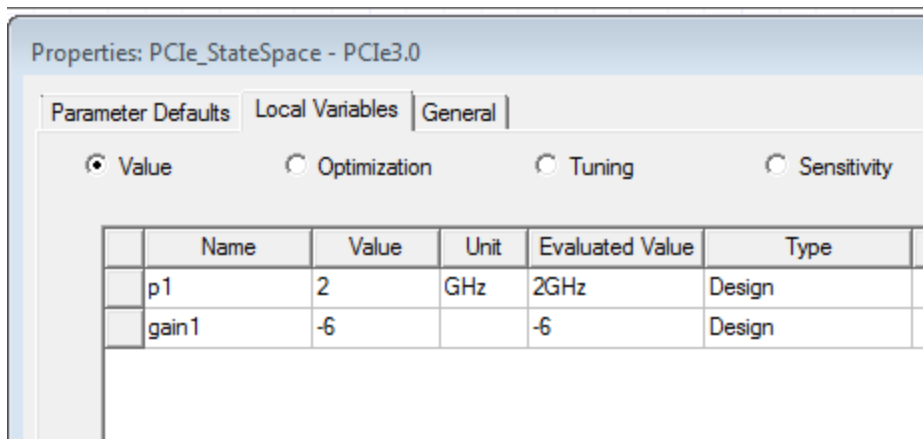 Properties: PCIe_StateSpace - PCIe3.0
Parameter Defaults Local Variables General
Value Optimization Tuning Sensitivity
Name Value Unit Evaluated Value Type
p1 2 GHz 2GHz Design
gain1 -6 -6 Design